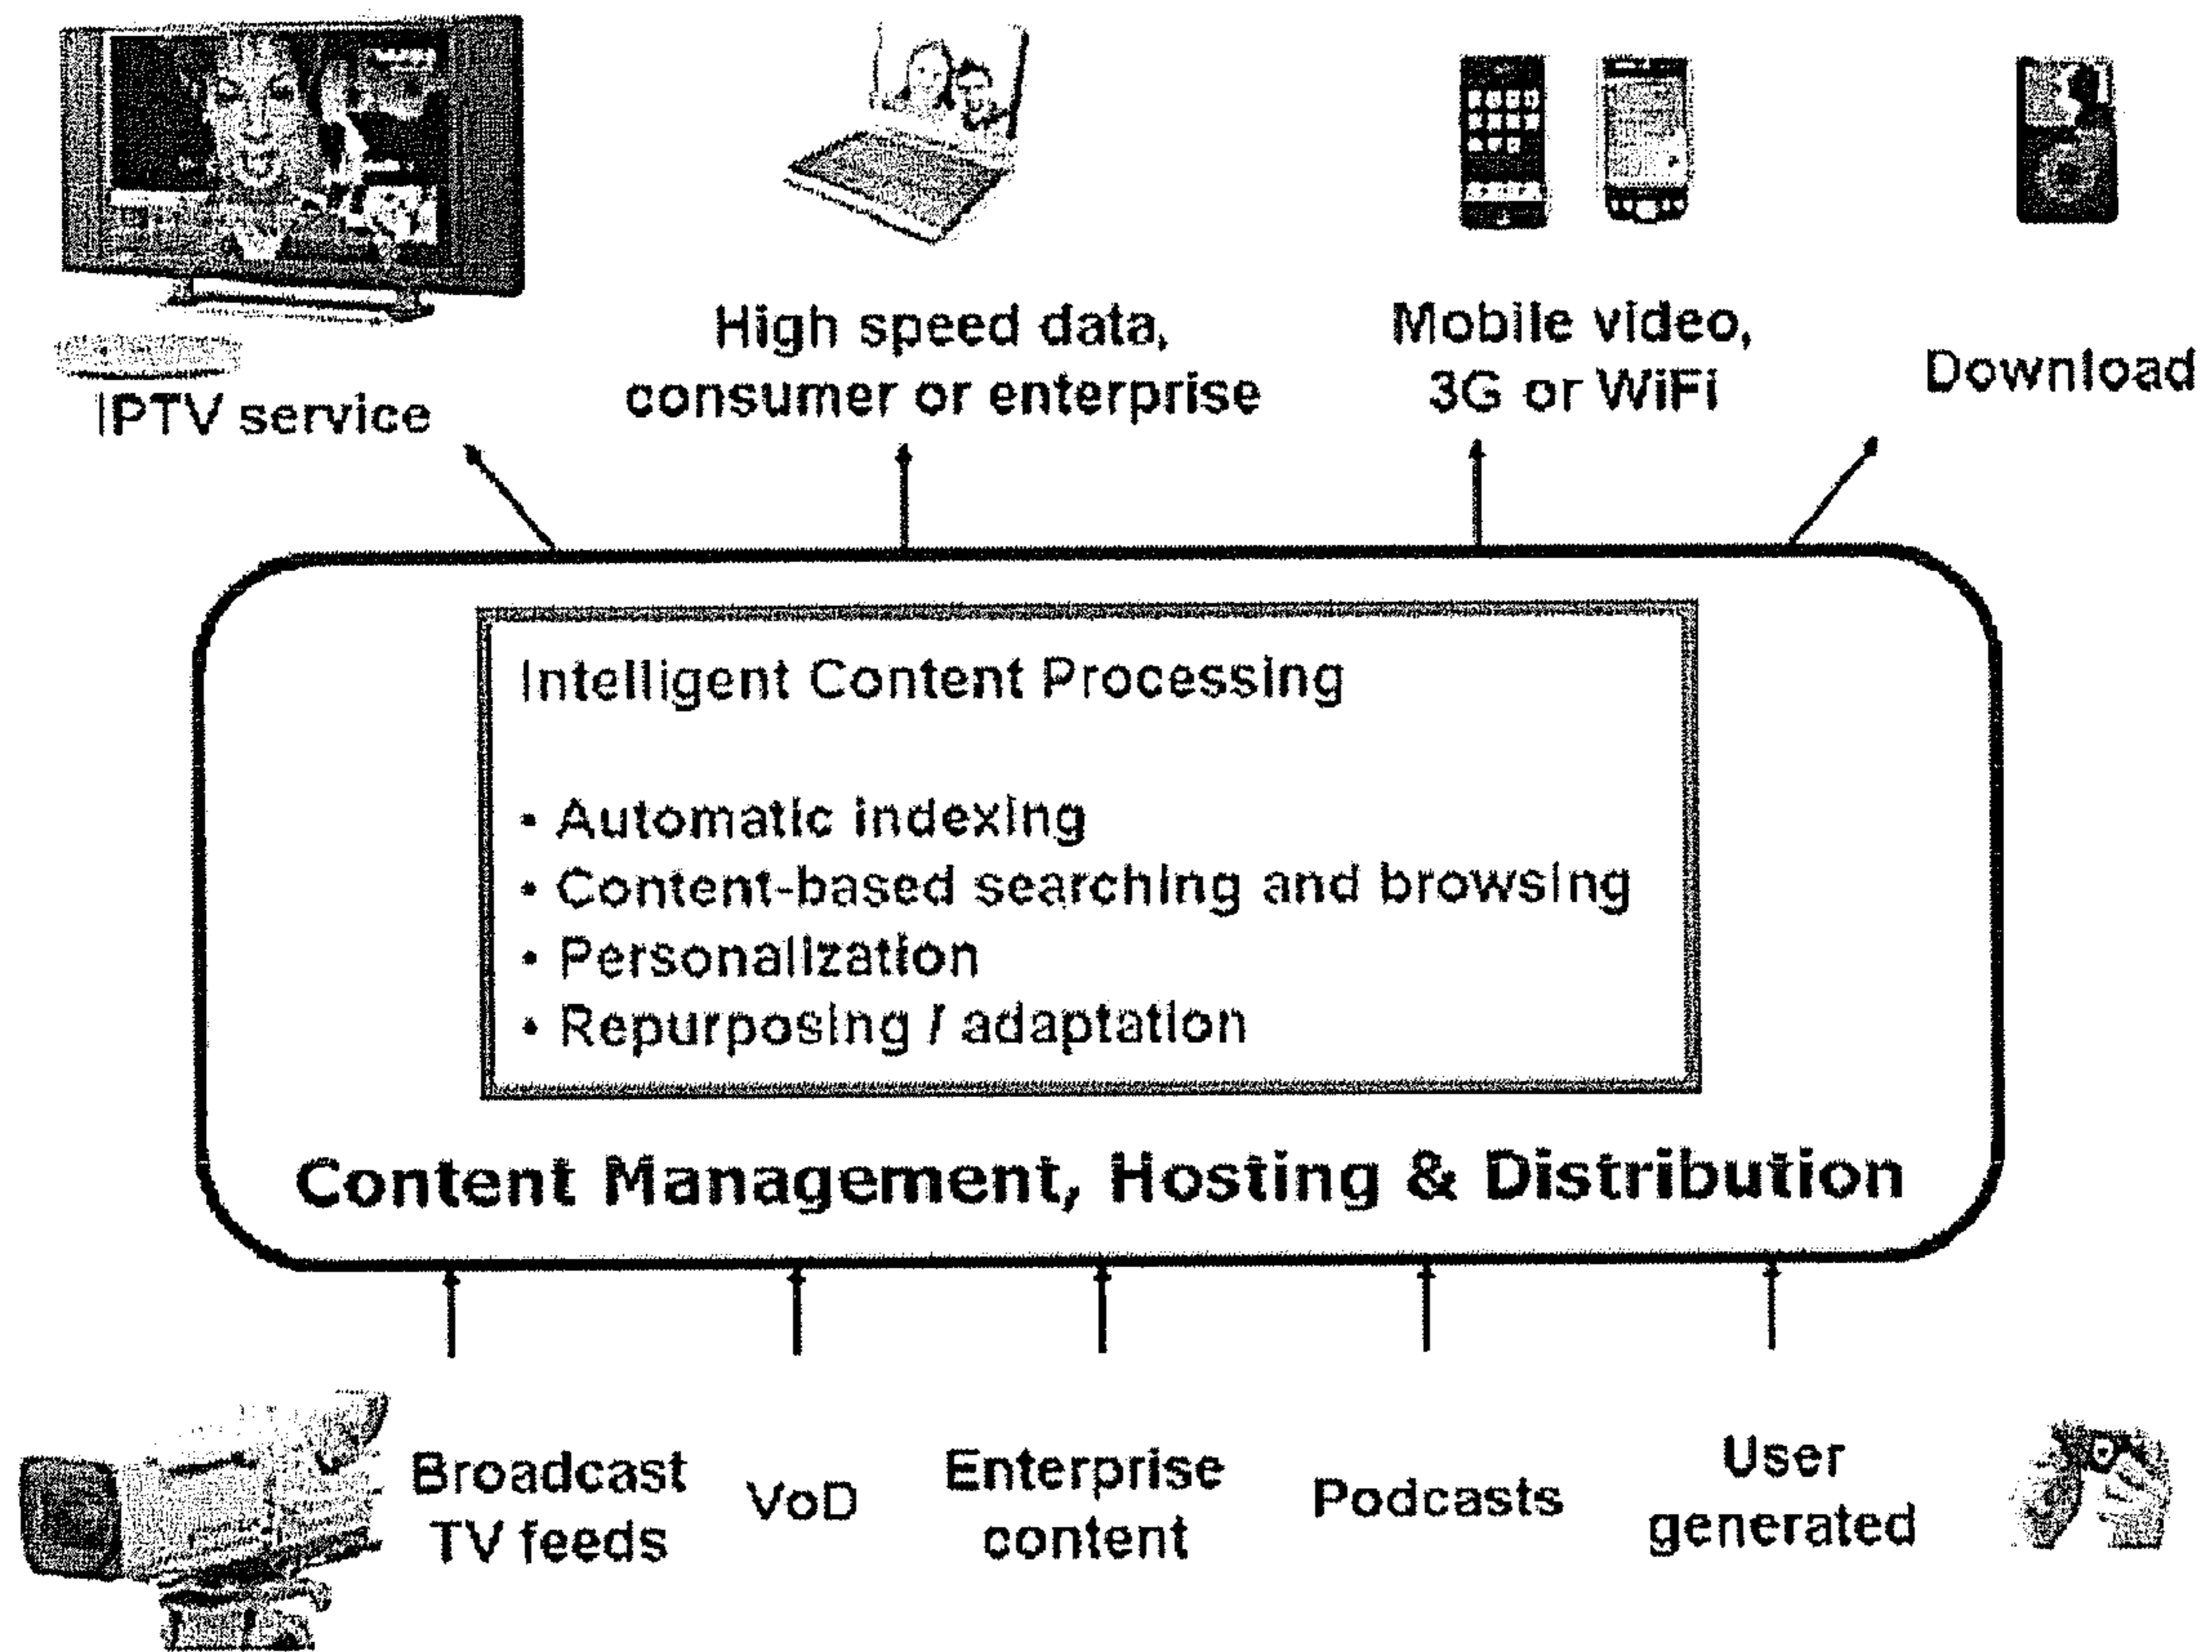 IPTV service
High speed data,
consumer or enterprise
Mobile video,
3G or WiFi
Download
Intelligent Content Processing
• Automatic indexing
• Content-based searching and browsing
• Personalization
• Repurposing / adaptation
Content Management, Hosting & Distribution
Broadcast
TV feeds
VoD
Enterprise
content
Podcasts
User
generated